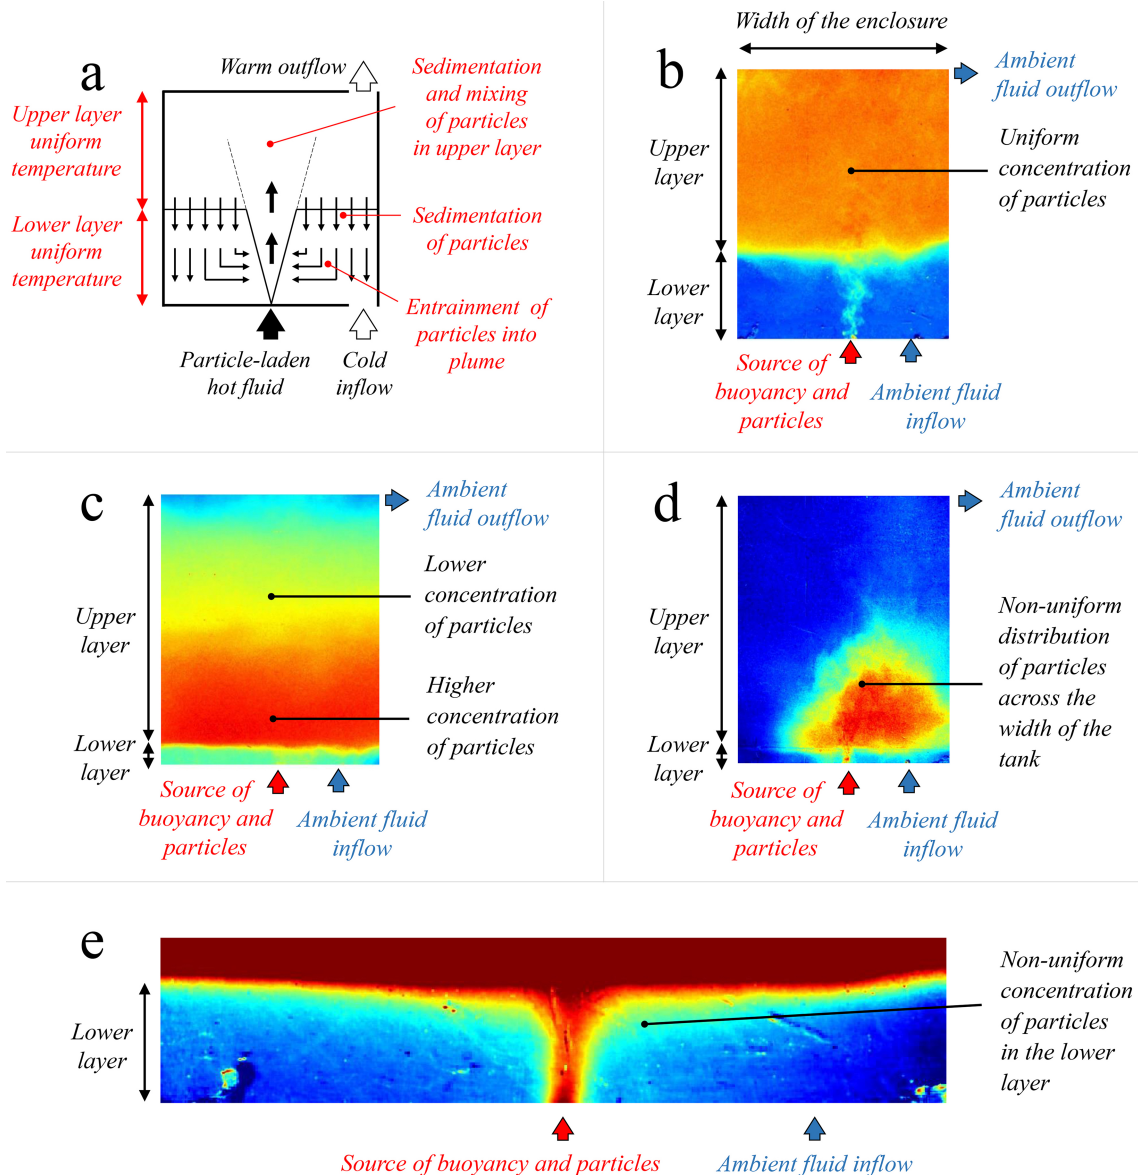 a
Warm outflow
Sedimentation
and mixing
of particles
in upper layer
Upper layer
uniform
temperature
Lower layer
uniform
temperature
Sedimentation
of particles
Entrainment of
particles into
plume
Particle-laden
hot fluid
Cold
inflow
b
Width of the enclosure
Ambient
fluid outflow
Upper
layer
Uniform
concentration
of particles
Lower
layer
Source of
buoyancy and
particles
Ambient fluid
inflow
c
Ambient
fluid outflow
Lower
concentration
of particles
Upper
layer
Higher
concentration
of particles
Lower
layer
Source of
buoyancy and
particles
Ambient fluid
inflow
d
Ambient
fluid outflow
Upper
layer
Non-uniform
distribution
of particles
across the
width of the
tank
Lower
layer
Source of
buoyancy and
particles
Ambient fluid
inflow
e
Lower
layer
Non-uniform
concentration
of particles
in the lower
layer
Source of buoyancy and particles
Ambient fluid inflow